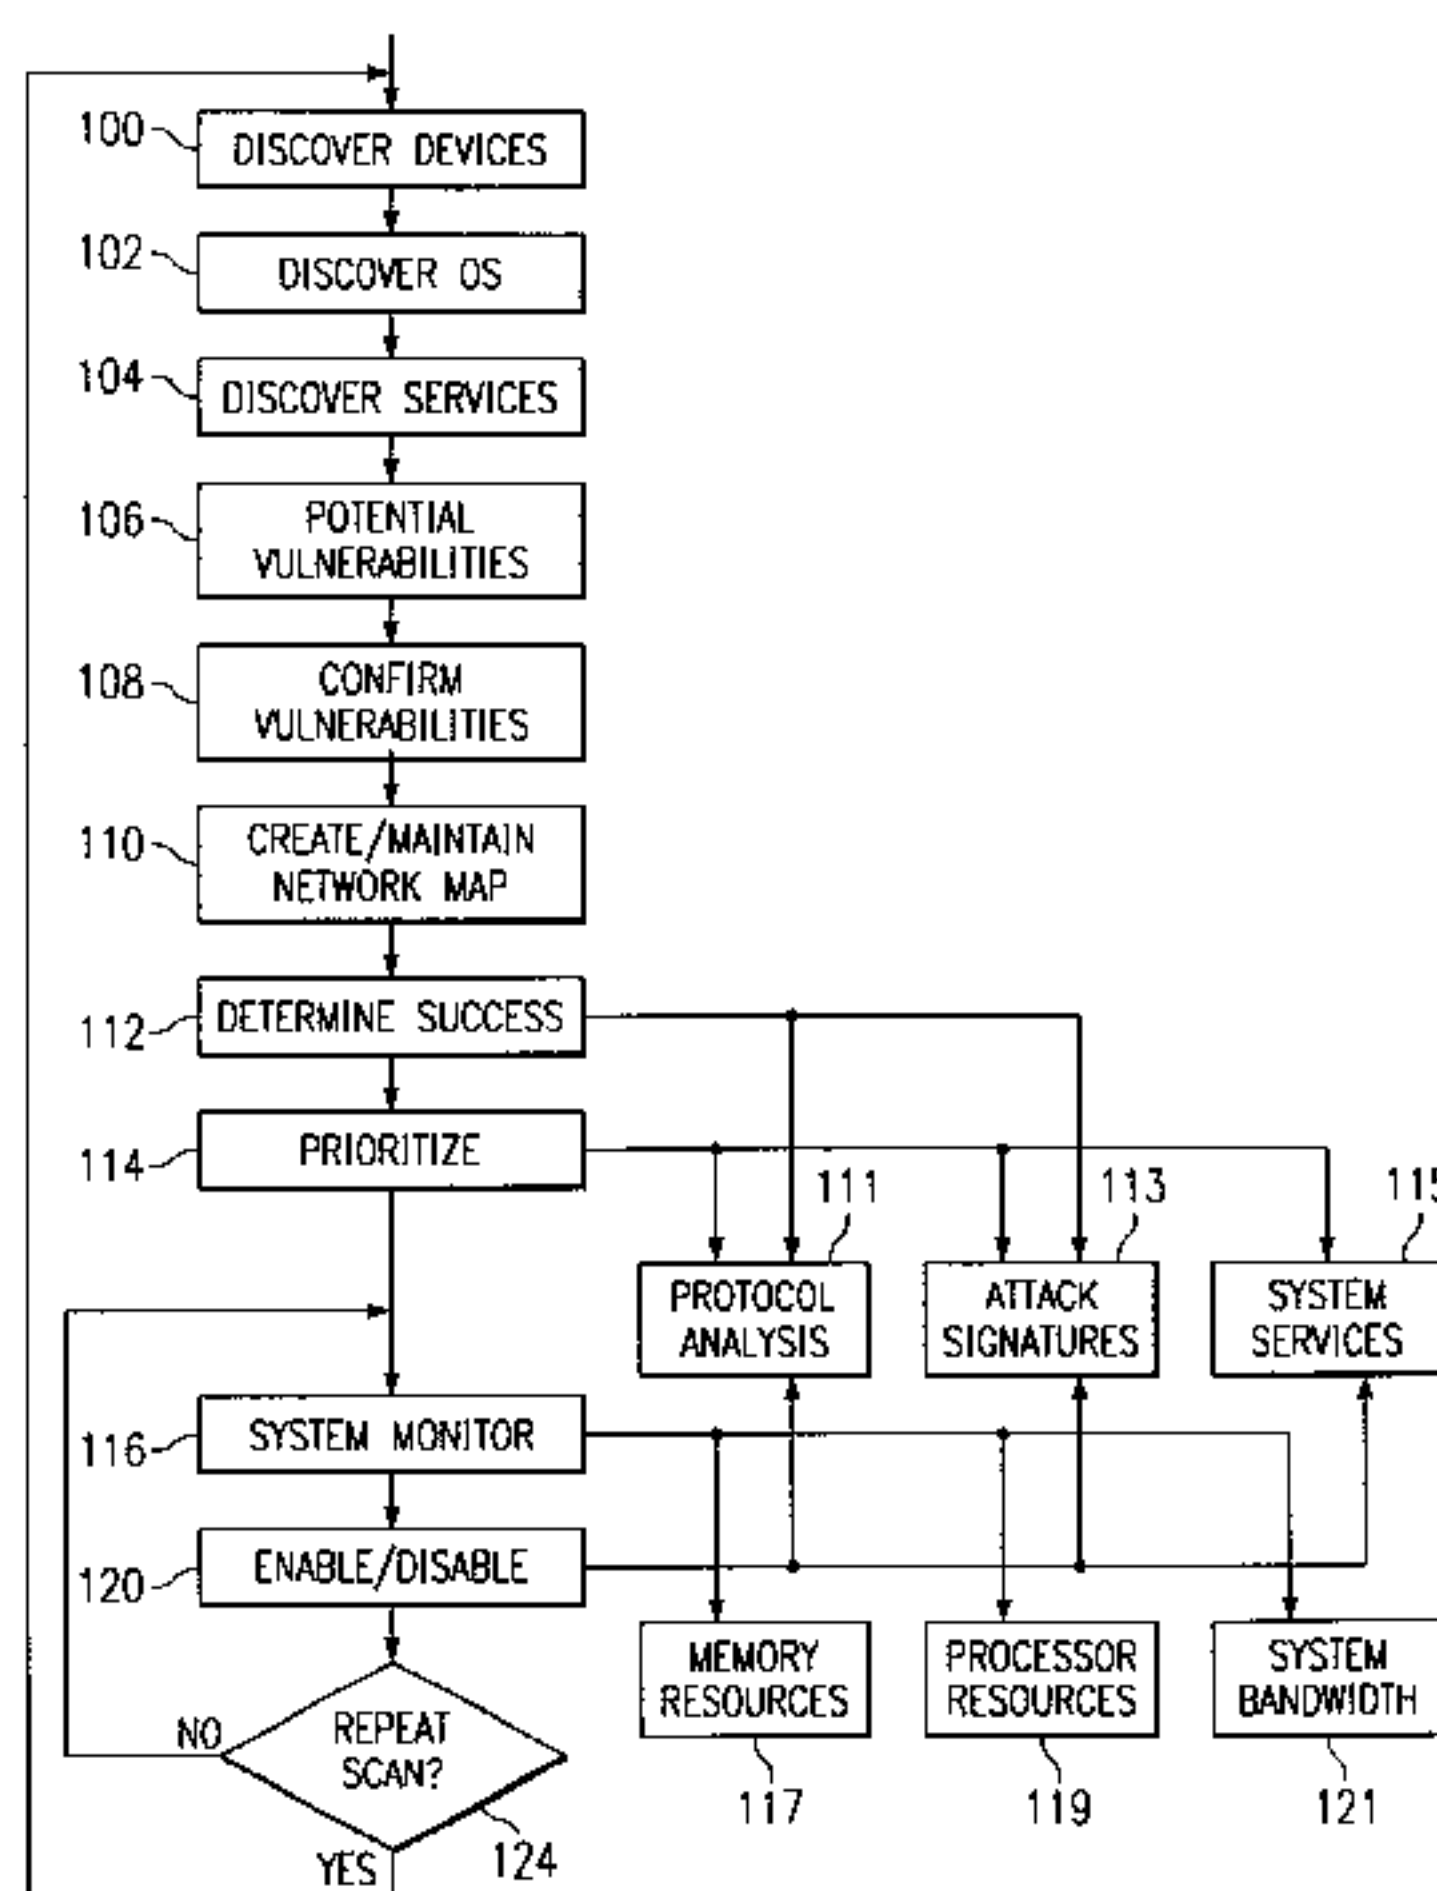 100
DISCOVER DEVICES
102
DISCOVER OS
104
DISCOVER SERVICES
106
POTENTIAL
VULNERABILITIES
108
CONFIRM
VULNERABILITIES
110
CREATE/MAINTAIN
NETWORK MAP
112
DETERMINE SUCCESS
114
PRIORITIZE
111
113
115
PROTOCOL
ANALYSIS
ATTACK
SIGNATURES
SYSTEM
SERVICES
116
SYSTEM MONITOR
120
ENABLE/DISABLE
MEMORY
RESOURCES
PROCESSOR
RESOURCES
SYSTEM
BANDWIDTH
NO
REPEAT
SCAN?
117
119
121
YES
124